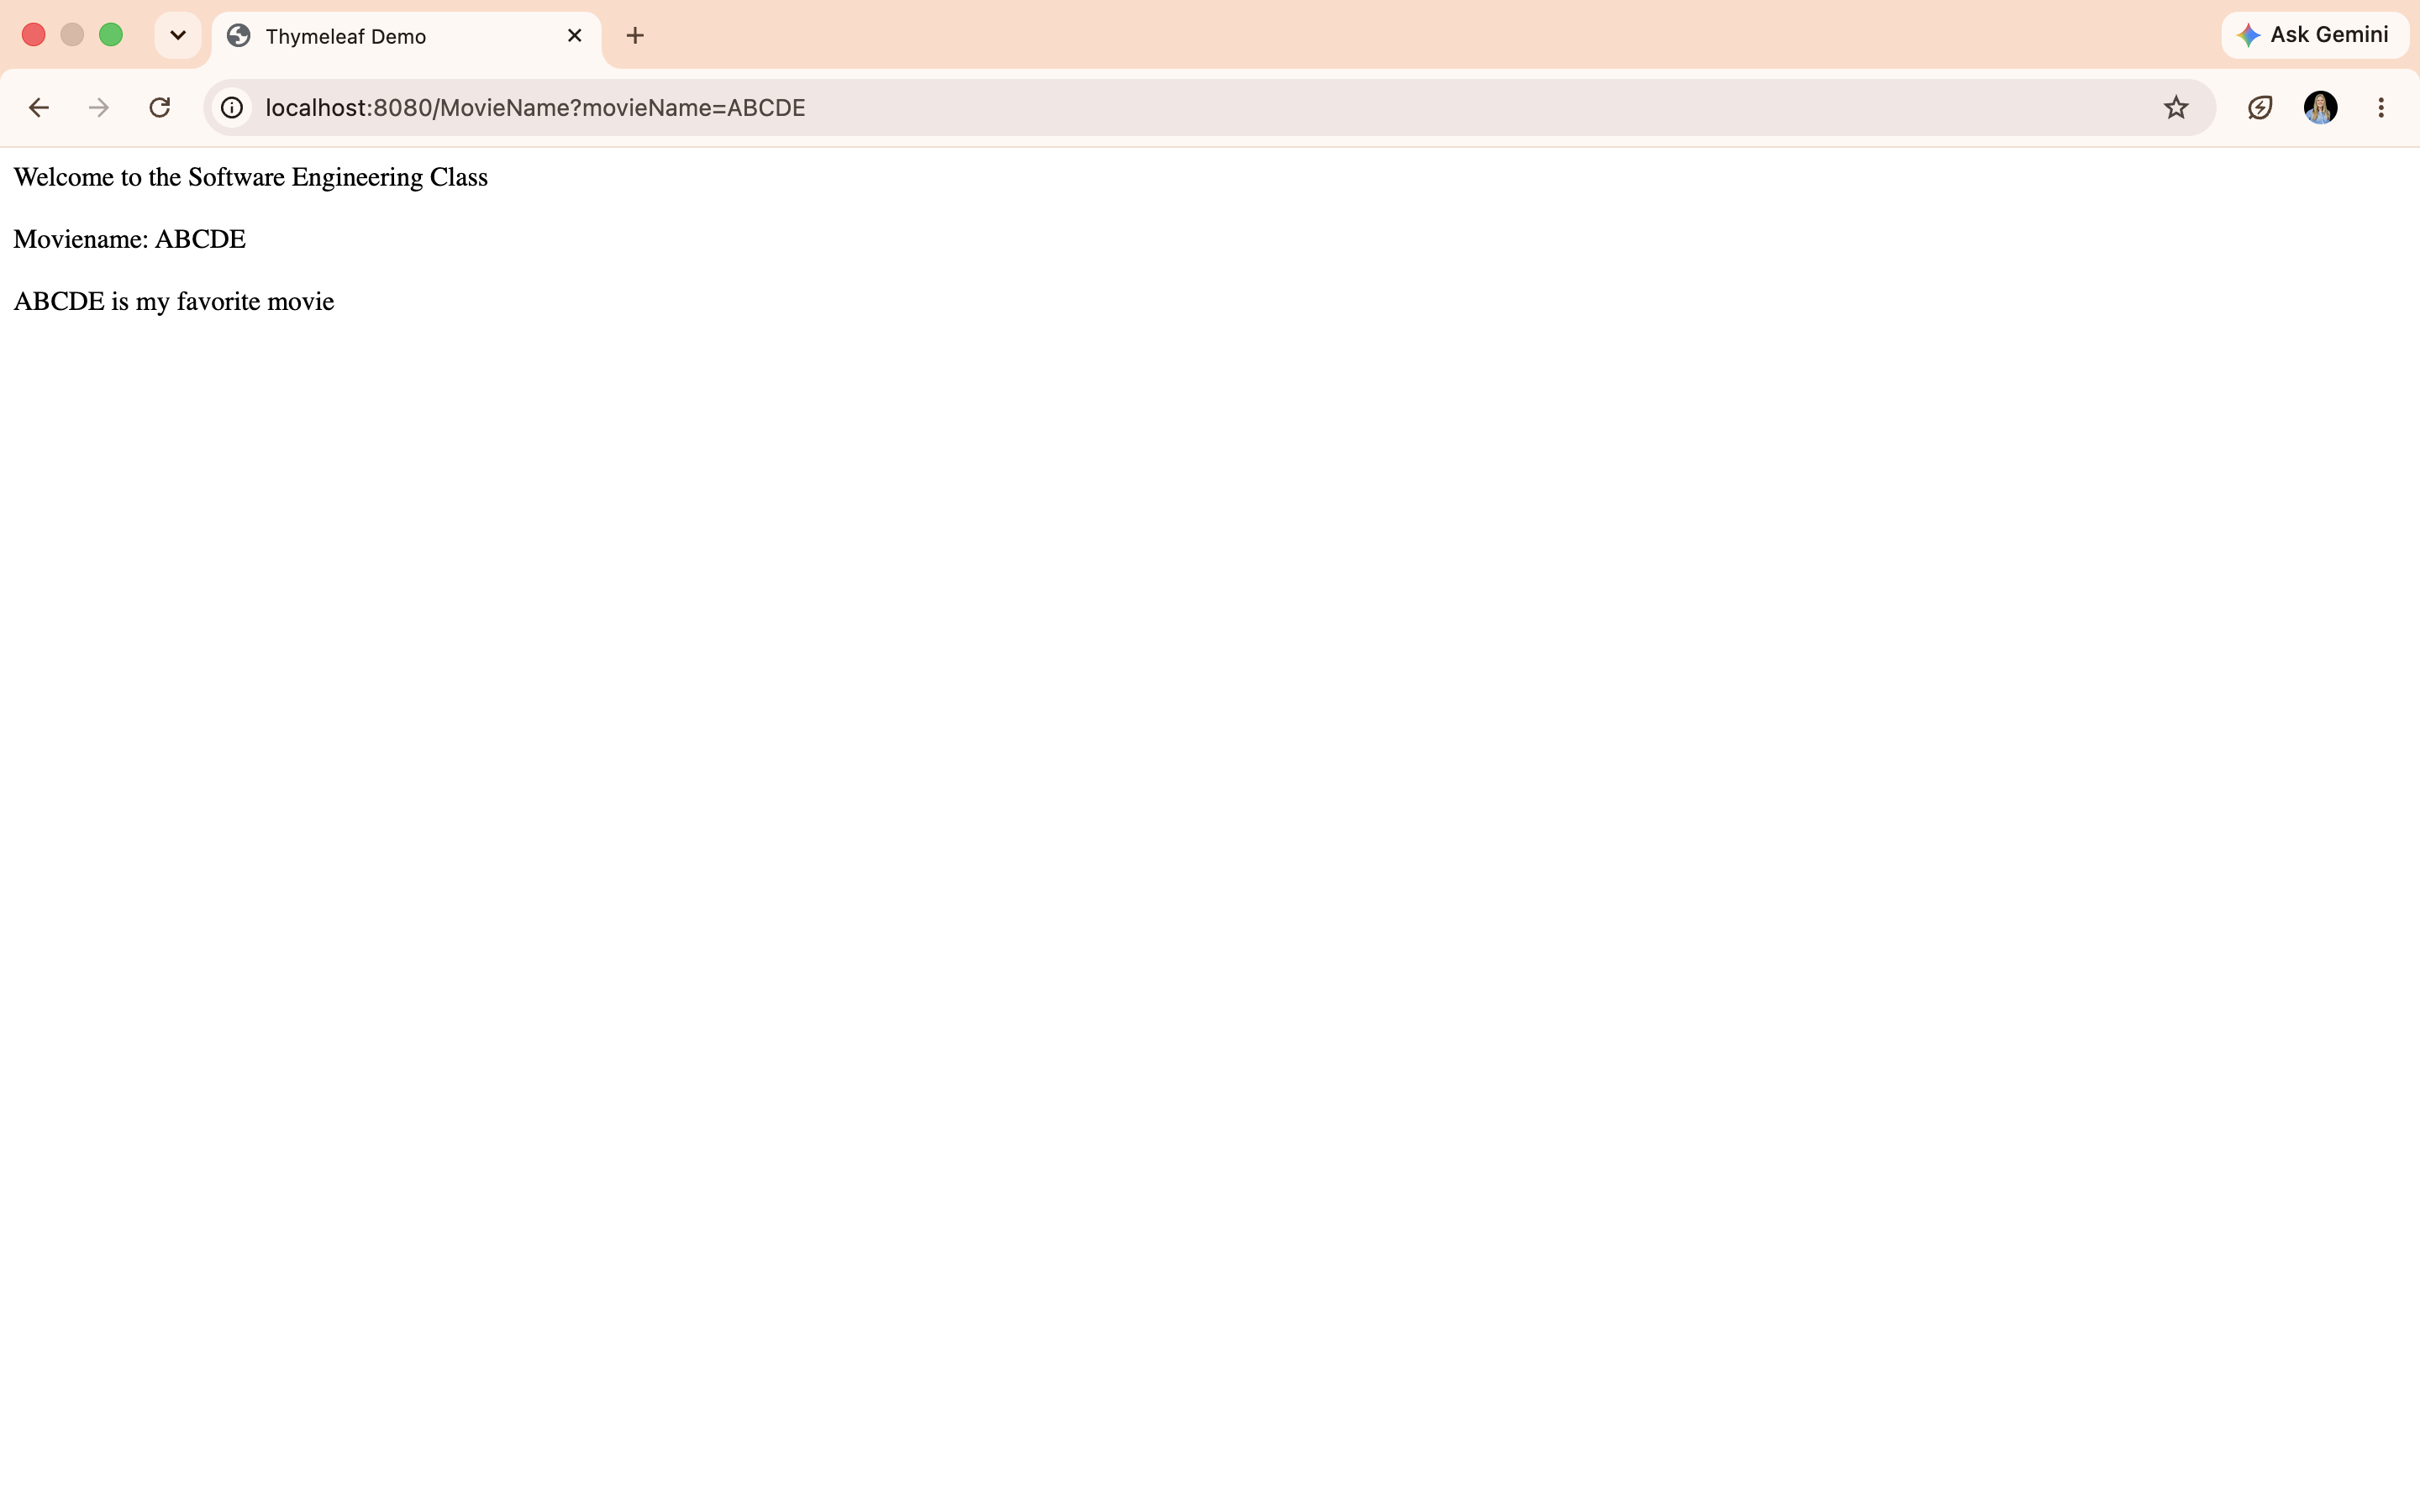 Thymeleaf Demo
Ask Gemini
localhost:8080/MovieName?movieName=ABCDE
Welcome to the Software Engineering Class
Moviename: ABCDE
ABCDE is my favorite movie